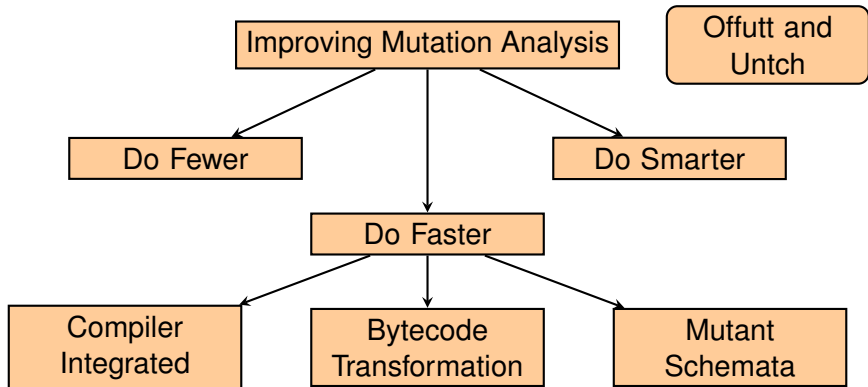 Improving Mutation Analysis
Offutt and
Untch
Do Fewer
Do Smarter
Do Faster
Compiler
Integrated
Bytecode
Transformation
Mutant
Schemata